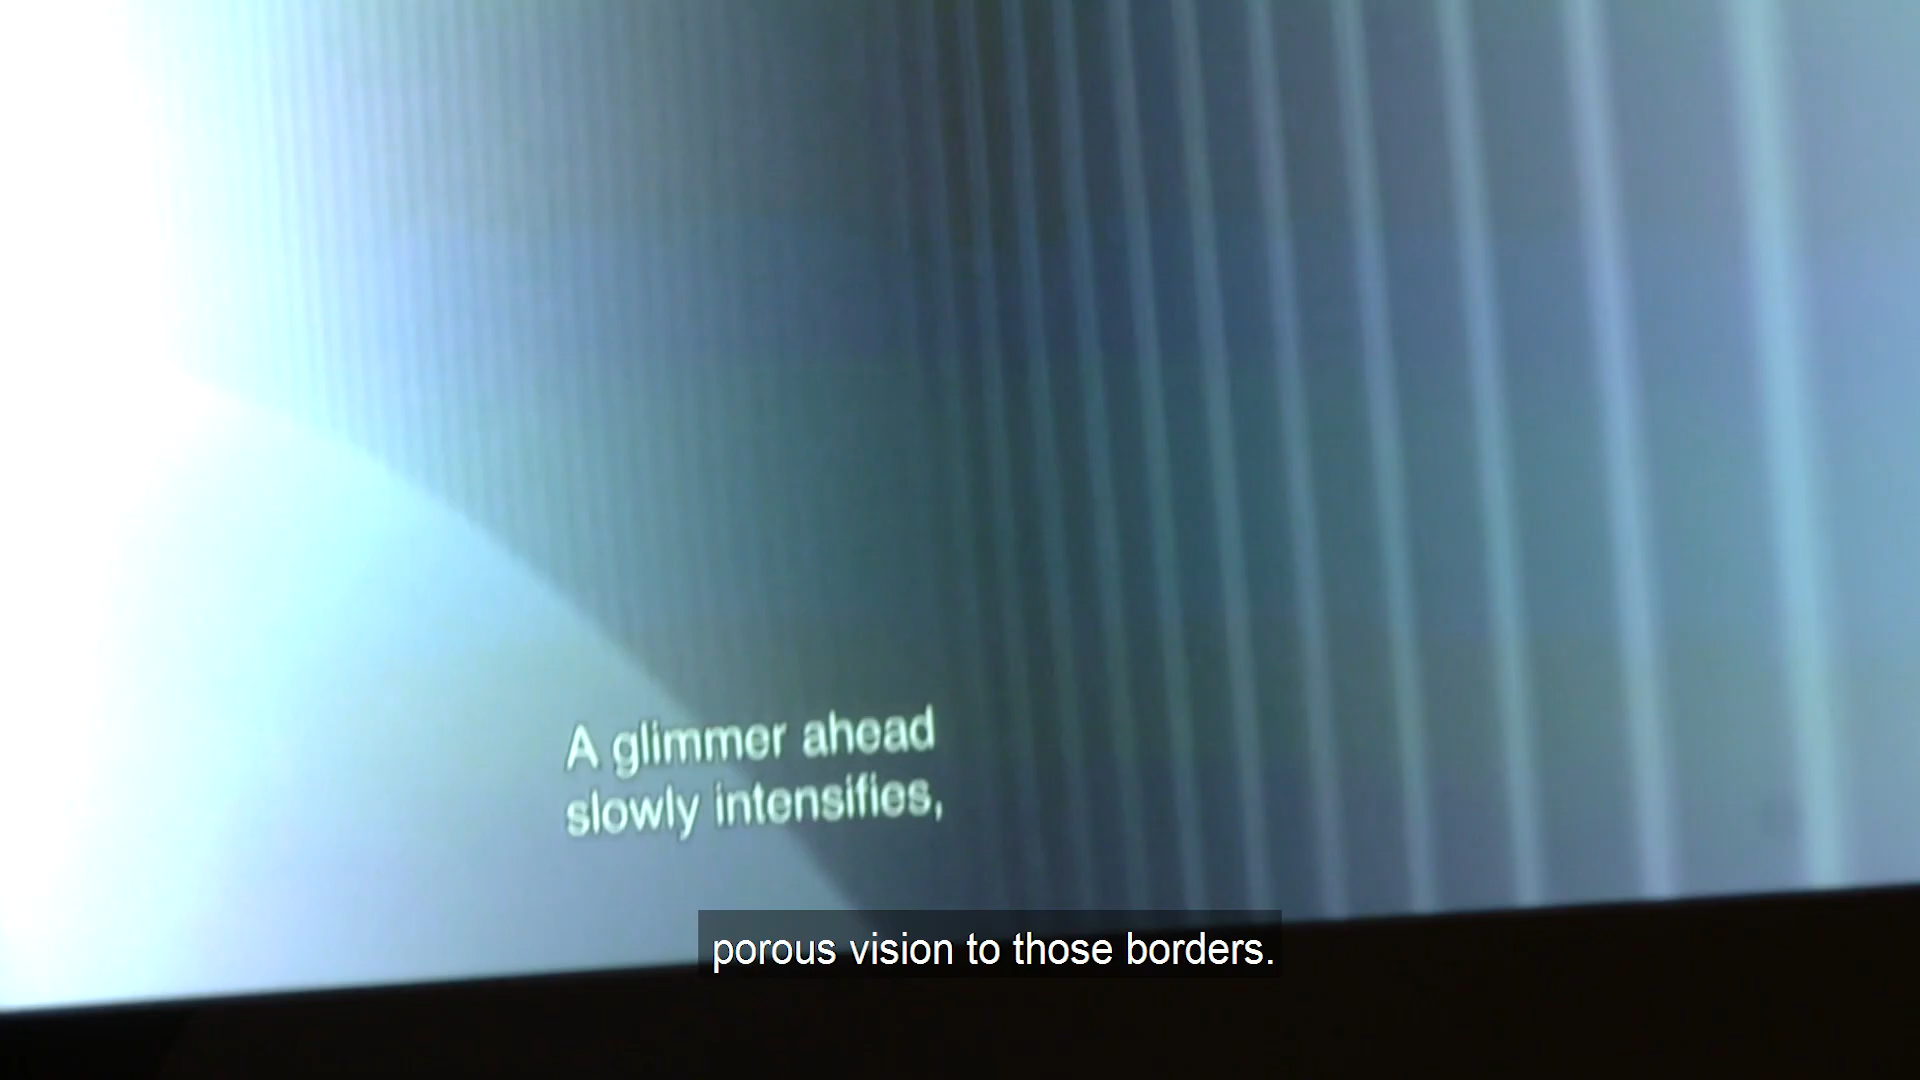 A glimmer ahead
slowly intensifies,
porous vision to those borders.